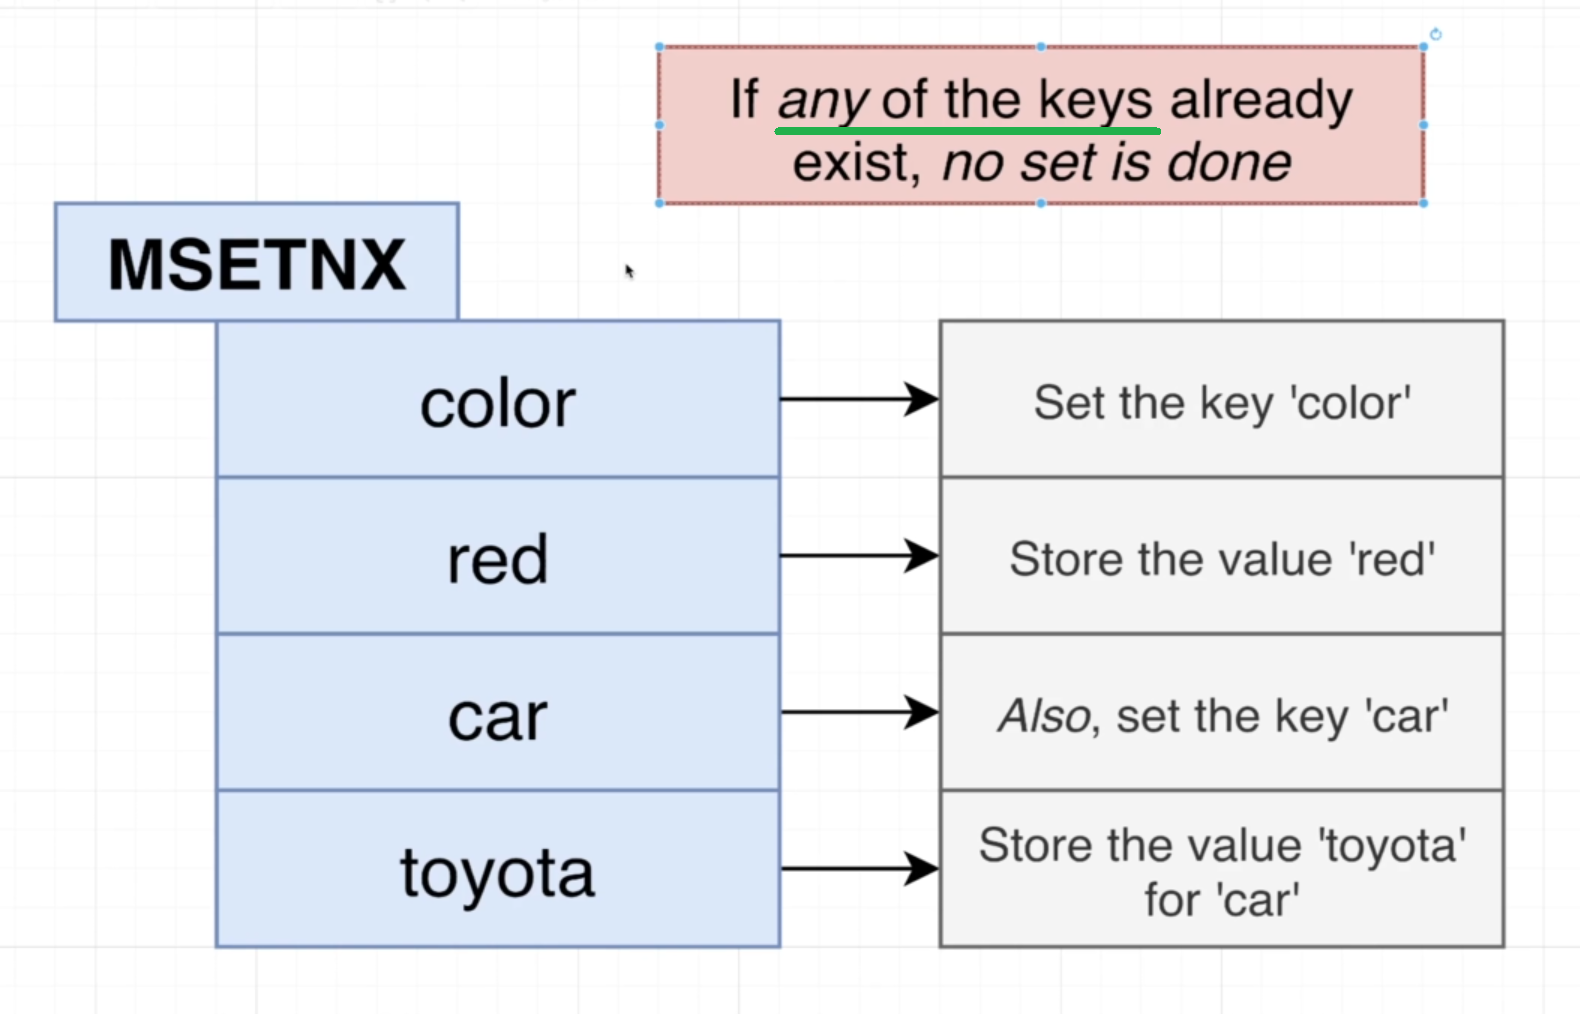 If any of the keys already
exist, no set is done
MSETNX
color
Set the key 'color'
red
Store the value 'red'
car
Also, set the key 'car'
toyota
Store the value 'toyota'
for 'car'